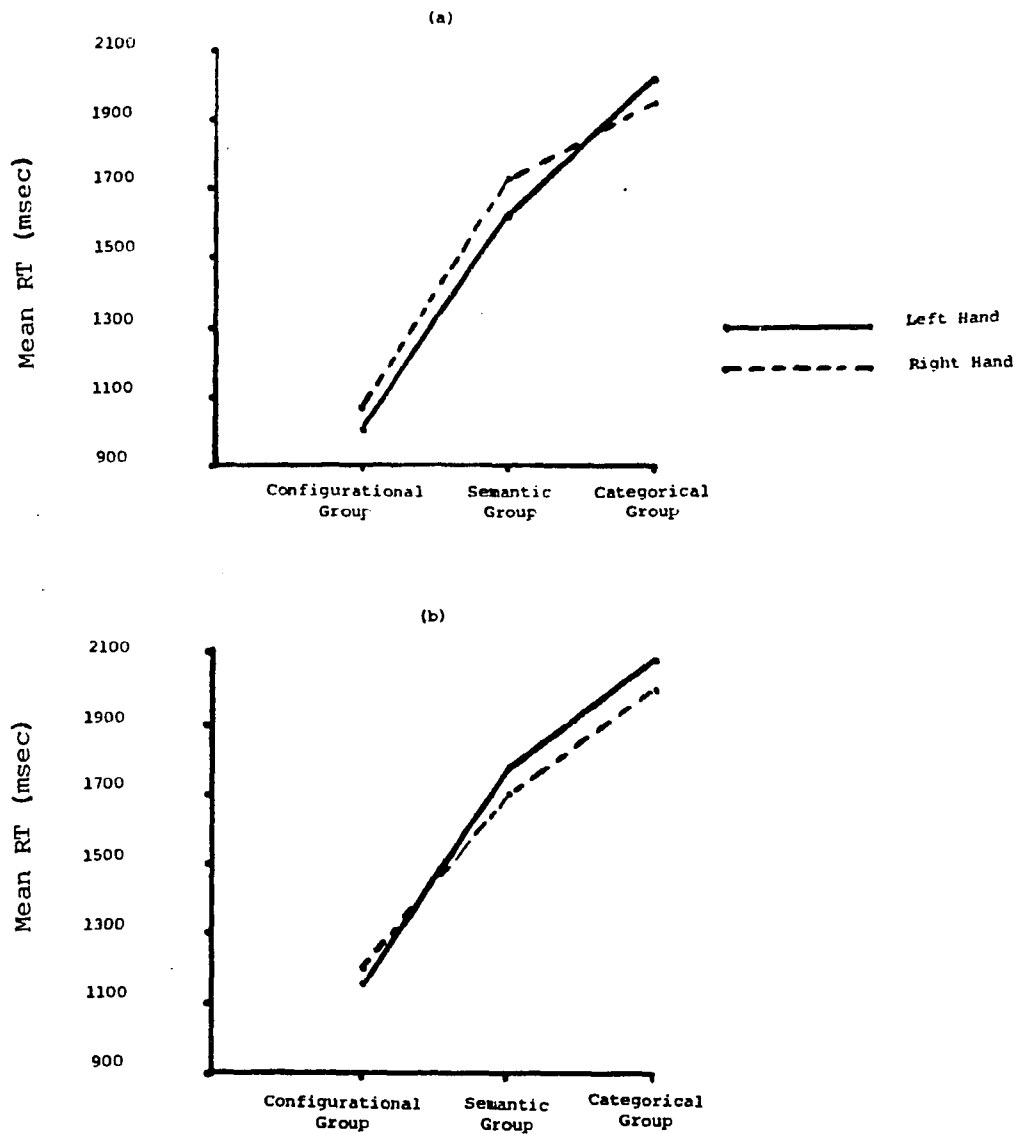 (a)
2100
1900
1700
1500
1300
1100
900
Mean RT (msec)
Configurational Semantic Categorical
Group Group Group
Left Hand
Right Hand
(b)
2100
1900
1700
1500
1300
1100
900
Mean RT (msec)
Configurational Semantic Categorical
Group Group Group